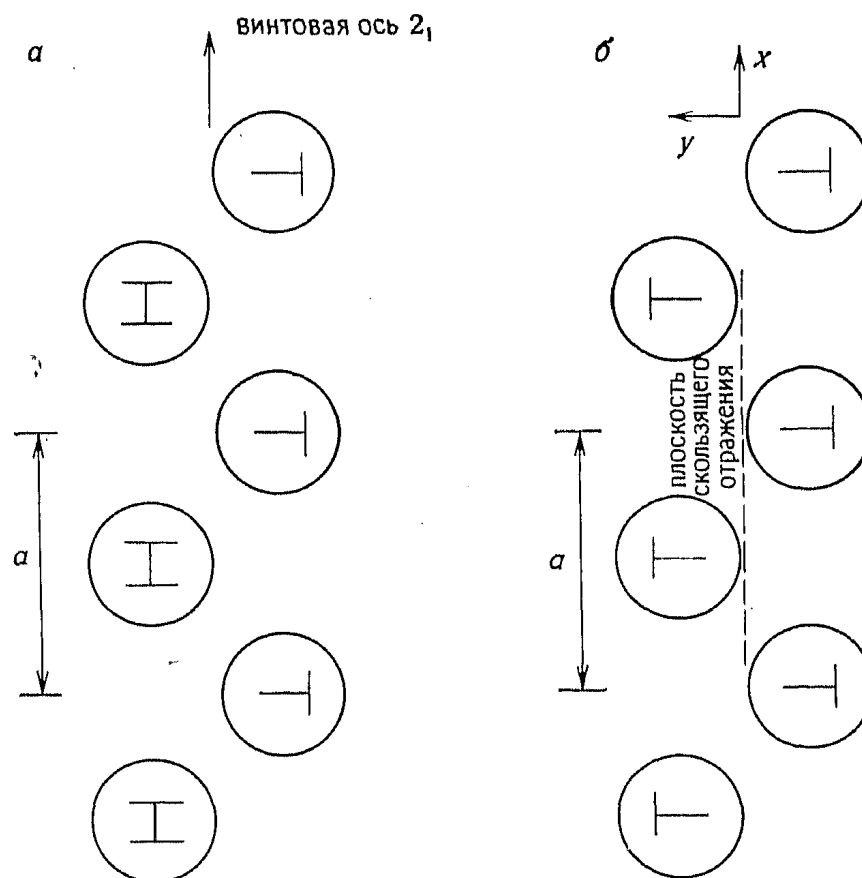 а
винтовая ось 2₁
T
H
T
H
T
H
a
б
x
y
T
T
T
T
T
T
плоскость
скользящего
отражения
a